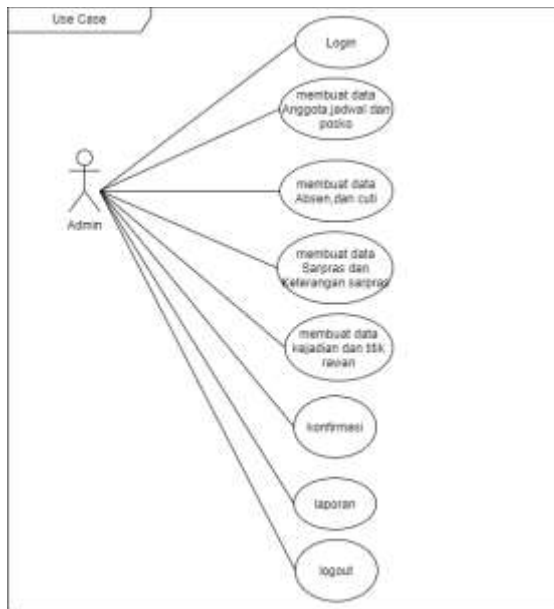 Use Case
Login
membuat data
Anggota,jadwal dan
posko
Admin
membuat data
Absen,dan cuti
membuat data
Sarpras dan
Keterangan sarpras
membuat data
kejadian dan titik
rawan
konfirmasi
laporan
logout